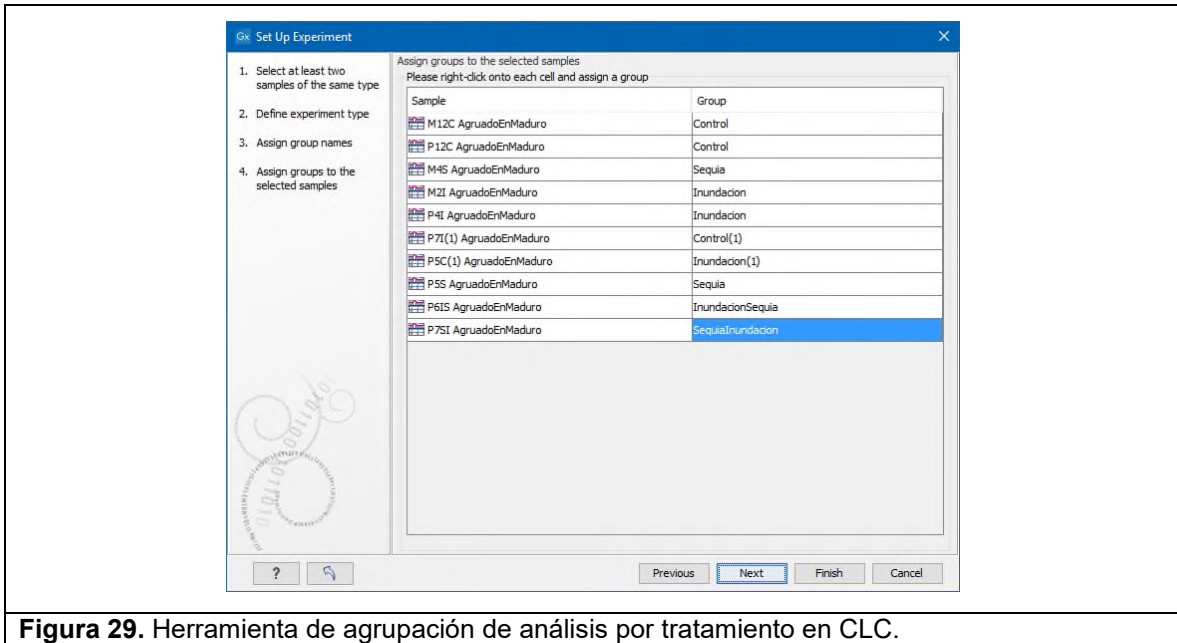 Gx Set Up Experiment
1. Select at least two
samples of the same type
2. Define experiment type
3. Assign group names
4. Assign groups to the
selected samples
Assign groups to the selected samples
Please right-click onto each cell and assign a group
Sample Group
M12C AgruadoEnMaduro Control
P12C AgruadoEnMaduro Control
M4S AgruadoEnMaduro Sequia
M2I AgruadoEnMaduro Inundacion
P4I AgruadoEnMaduro Inundacion
P7I(1) AgruadoEnMaduro Control(1)
P5C(1) AgruadoEnMaduro Inundacion(1)
P5S AgruadoEnMaduro Sequia
P6IS AgruadoEnMaduro InundacionSequia
P7SI AgruadoEnMaduro SequiaInundacion
? Previous Next Finish Cancel
Figura 29. Herramienta de agrupación de análisis por tratamiento en CLC.